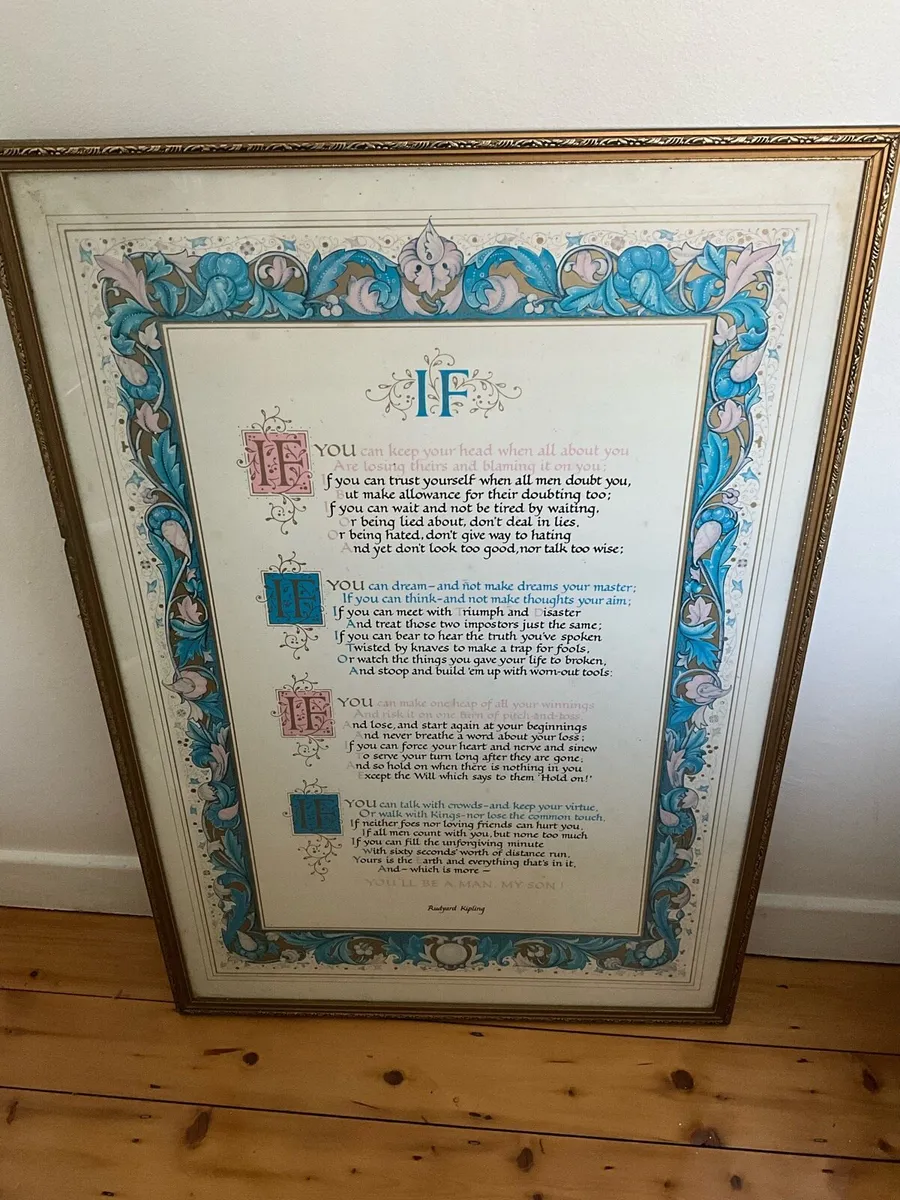 IF
IF YOU can keep your head when all about you
Are losing theirs and blaming it on you;
If you can trust yourself when all men doubt you,
But make allowance for their doubting too;
If you can wait and not be tired by waiting,
Or being lied about, don't deal in lies,
Or being hated, don't give way to hating
And yet don't look too good, nor talk too wise;
IF YOU can dream–and not make dreams your master;
If you can think–and not make thoughts your aim;
If you can meet with Triumph and Disaster
And treat those two impostors just the same;
If you can bear to hear the truth you've spoken
Twisted by knaves to make a trap for fools,
Or watch the things you gave your life to broken,
And stoop and build 'em up with worn-out tools;
IF YOU can make one heap of all your winnings
And risk it on one turn of pitch-and-toss,
And lose, and start again at your beginnings
And never breathe a word about your loss;
If you can force your heart and nerve and sinew
To serve your turn long after they are gone;
And so hold on when there is nothing in you
Except the Will which says to them 'Hold on!'
IF YOU can talk with crowds–and keep your virtue,
Or walk with Kings–nor lose the common touch,
If neither foes nor loving friends can hurt you,
If all men count with you, but none too much
If you can fill the unforgiving minute
With sixty seconds' worth of distance run,
Yours is the Earth and everything that's in it,
And–which is more–
YOU'LL BE A MAN, MY SON!
Rudyard Kipling